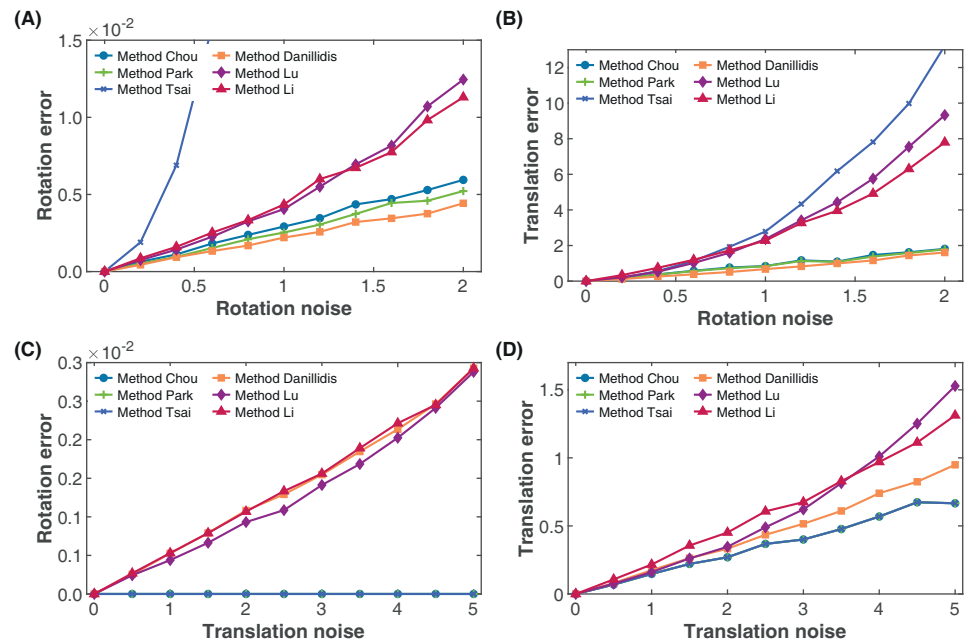 (A)
×10⁻²
1.5
1.0
0.5
0.0
Rotation error
Method Chou
Method Park
Method Tsai
Method Danillidis
Method Lu
Method Li
0
0.5
1
1.5
2
Rotation noise
(B)
12
10
8
6
4
2
0
Translation error
Method Chou
Method Park
Method Tsai
Method Danillidis
Method Lu
Method Li
0
0.5
1
1.5
2
Rotation noise
(C)
×10⁻²
0.3
0.3
0.2
0.2
0.1
0.1
0.0
Rotation error
Method Chou
Method Park
Method Tsai
Method Danillidis
Method Lu
Method Li
0
1
2
3
4
5
Translation noise
(D)
1.5
1
0.5
0
Translation error
Method Chou
Method Park
Method Tsai
Method Danillidis
Method Lu
Method Li
0
1
2
3
4
5
Translation noise